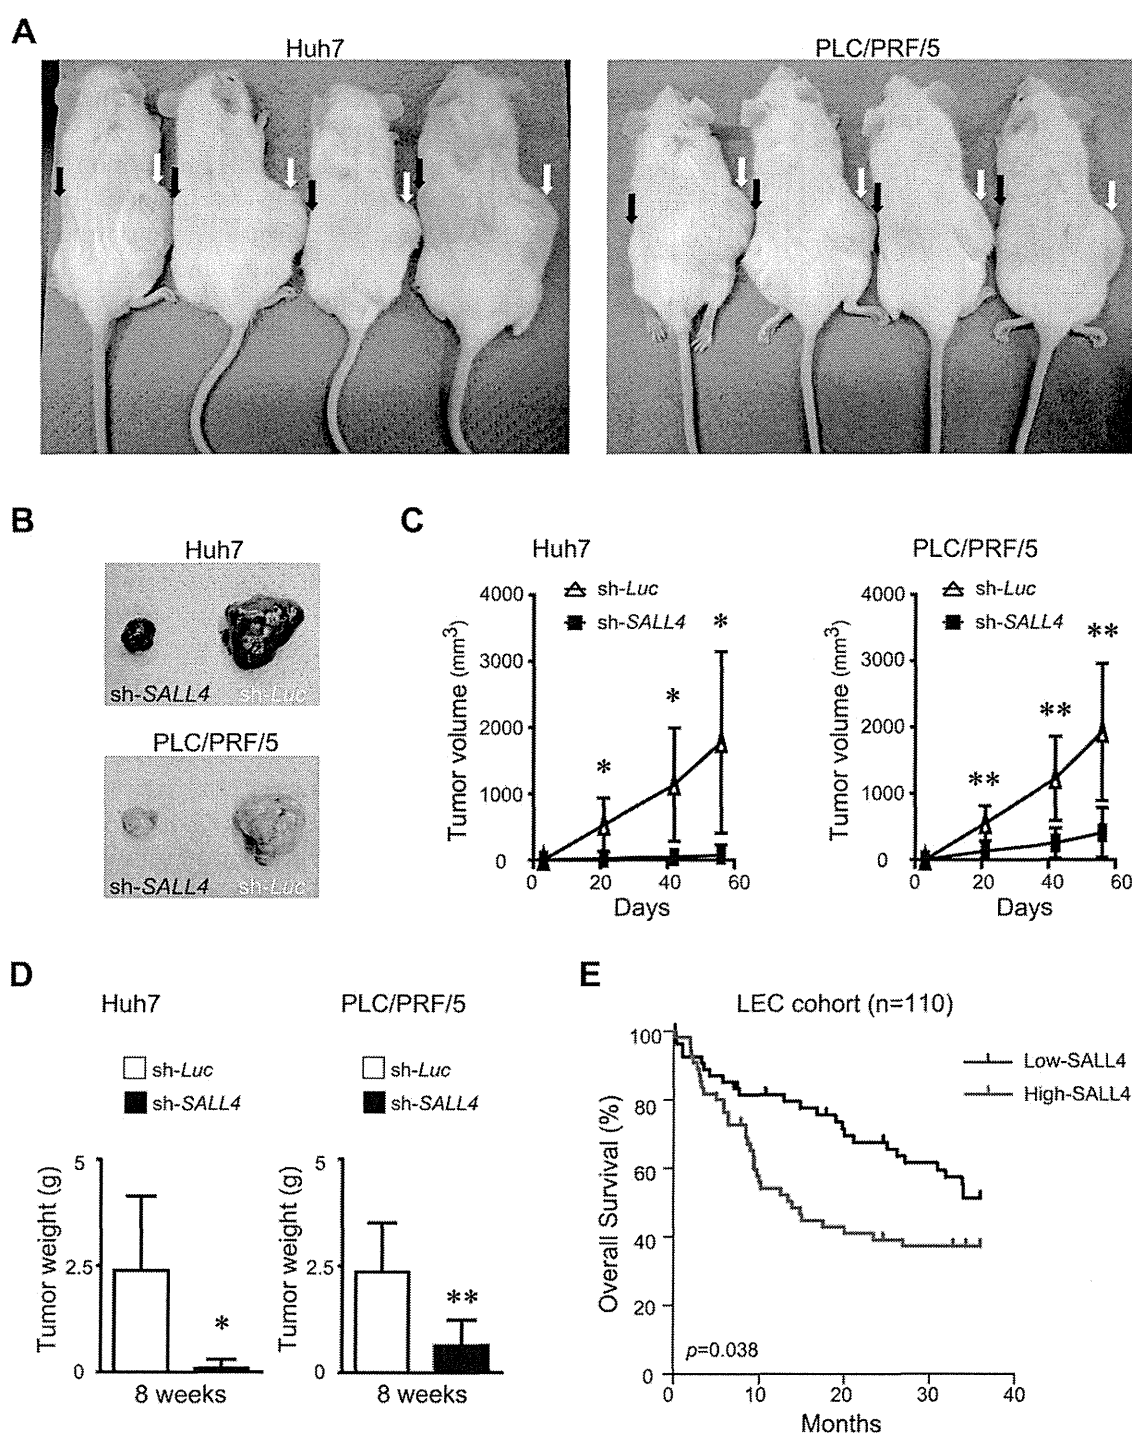 A
Huh7
PLC/PRF/5
B
Huh7
sh-SALL4
sh-Luc
PLC/PRF/5
sh-SALL4
sh-Luc
C
Huh7
sh-Luc
sh-SALL4
Tumor volume (mm³)
4000
3000
2000
1000
0
*
*
*
0
20
40
60
Days
PLC/PRF/5
sh-Luc
sh-SALL4
Tumor volume (mm³)
4000
3000
2000
1000
0
**
**
**
0
20
40
60
Days
D
Huh7
sh-Luc
sh-SALL4
Tumor weight (g)
5
2.5
0
*
8 weeks
PLC/PRF/5
sh-Luc
sh-SALL4
Tumor weight (g)
5
2.5
0
**
8 weeks
E
LEC cohort (n=110)
Low-SALL4
High-SALL4
Overall Survival (%)
100
80
60
40
20
0
p=0.038
0
10
20
30
40
Months